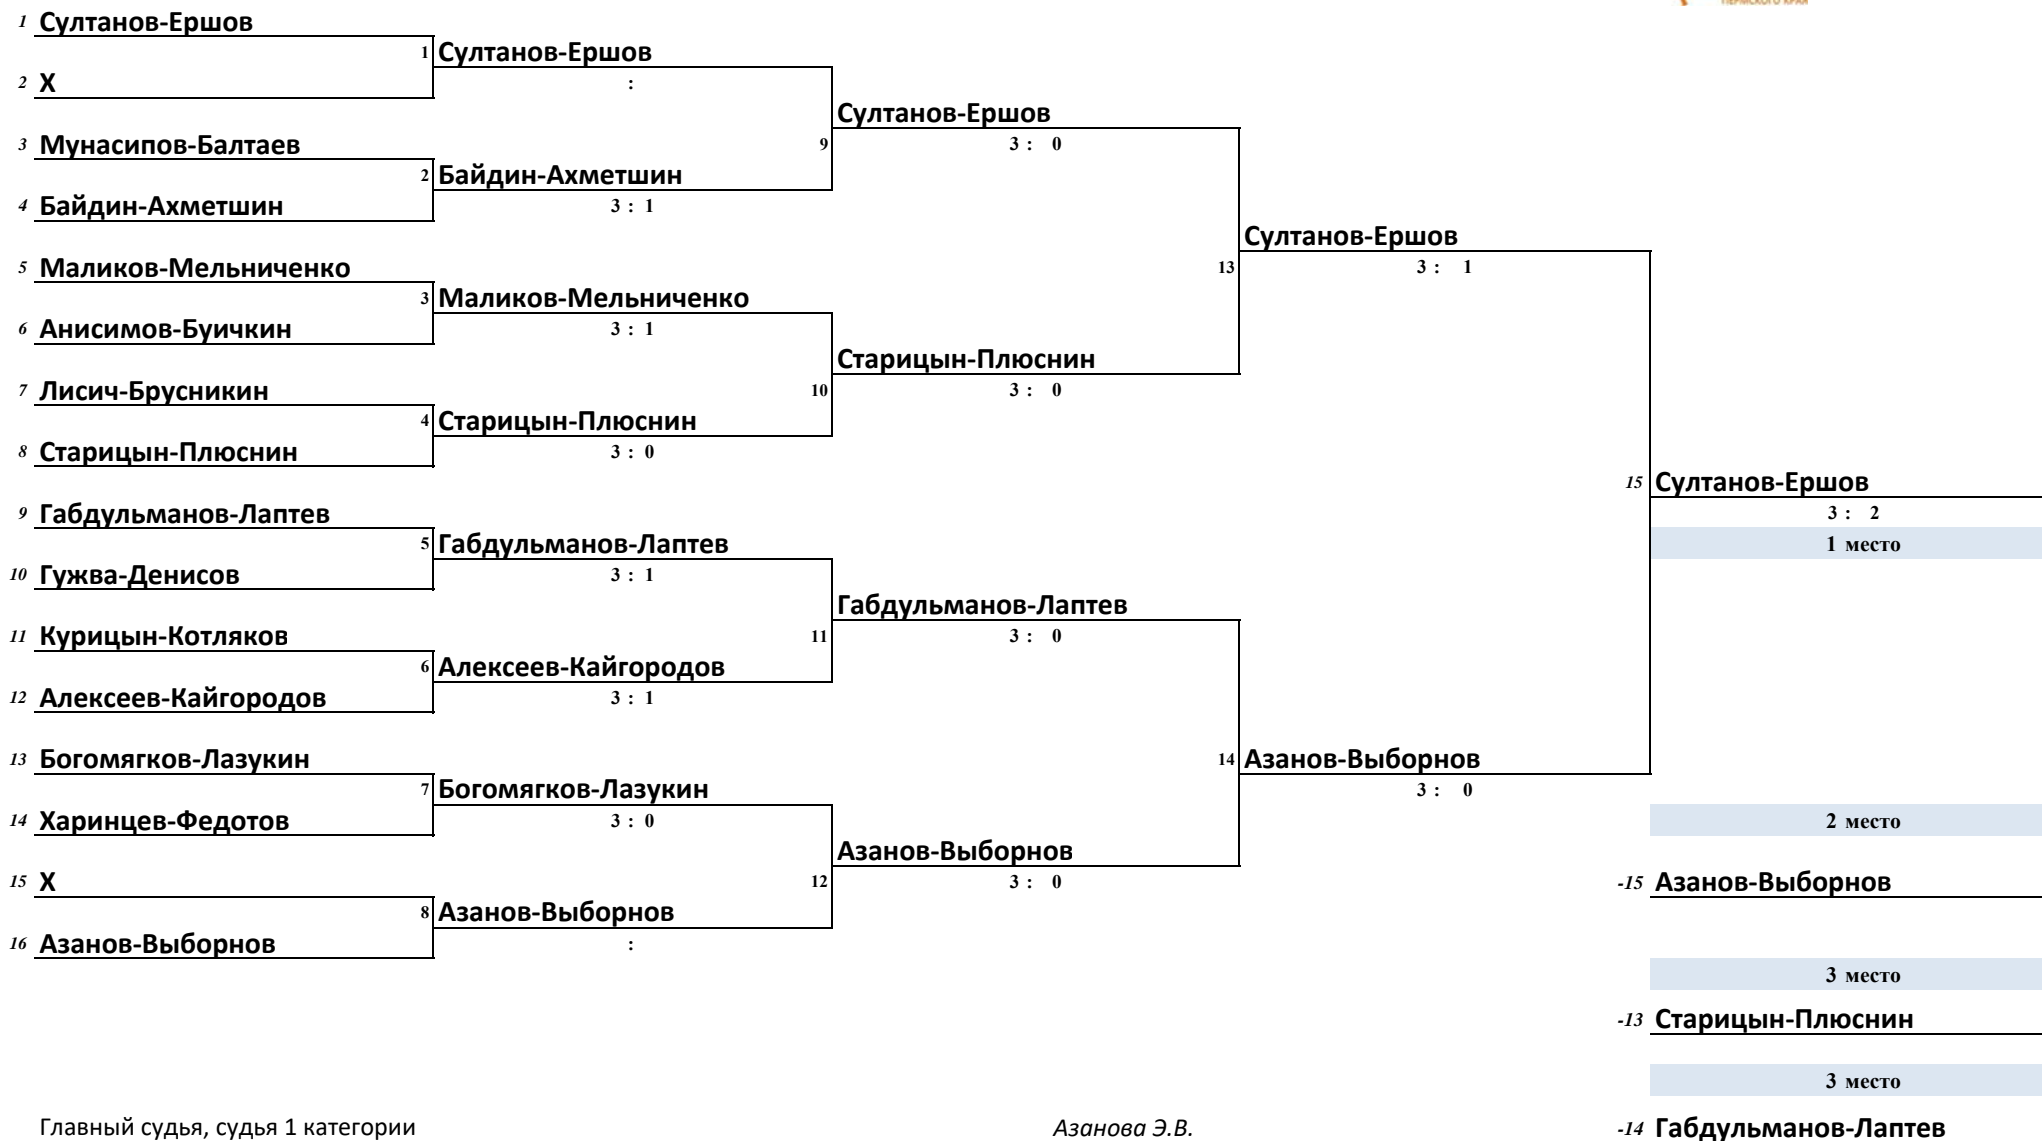 ПЕРМСКОГО КРАЯ
1 Султанов-Ершов
1 Султанов-Ершов
2 Х
:
Султанов-Ершов
3 Мунасипов-Балтаев
9
3 : 0
2 Байдин-Ахметшин
4 Байдин-Ахметшин
3 : 1
Султанов-Ершов
5 Маликов-Мельниченко
13
3 : 1
3 Маликов-Мельниченко
6 Анисимов-Буичкин
3 : 1
Старицын-Плюснин
7 Лисич-Брусникин
10
3 : 0
4 Старицын-Плюснин
8 Старицын-Плюснин
3 : 0
15 Султанов-Ершов
9 Габдульманов-Лаптев
3 : 2
5 Габдульманов-Лаптев
1 место
10 Гужва-Денисов
3 : 1
Габдульманов-Лаптев
11 Курицын-Котляков
11
3 : 0
6 Алексеев-Кайгородов
12 Алексеев-Кайгородов
3 : 1
13 Богомягков-Лазукин
14 Азанов-Выборнов
7 Богомягков-Лазукин
3 : 0
14 Харинцев-Федотов
3 : 0
2 место
Азанов-Выборнов
15 Х
12
3 : 0
-15 Азанов-Выборнов
8 Азанов-Выборнов
16 Азанов-Выборнов
:
3 место
-13 Старицын-Плюснин
3 место
Главный судья, судья 1 категории
Азанова Э.В.
-14 Габдульманов-Лаптев